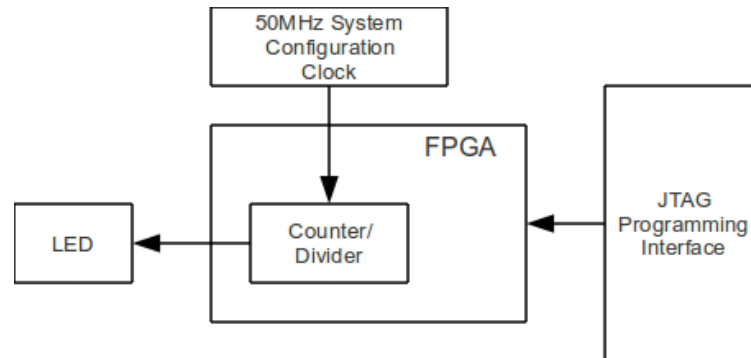 50MHz System
Configuration
Clock
FPGA
LED
Counter/
Divider
JTAG
Programming
Interface